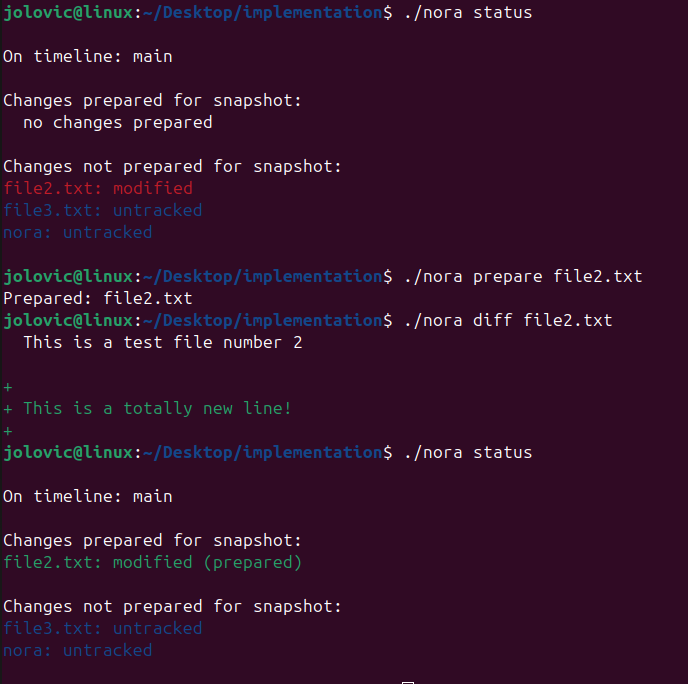 jolovic@linux:~/Desktop/implementation$ ./nora status
On timeline: main
Changes prepared for snapshot:
  no changes prepared
Changes not prepared for snapshot:
file2.txt: modified
file3.txt: untracked
nora: untracked
jolovic@linux:~/Desktop/implementation$ ./nora prepare file2.txt
Prepared: file2.txt
jolovic@linux:~/Desktop/implementation$ ./nora diff file2.txt
  This is a test file number 2
+
+ This is a totally new line!
+
jolovic@linux:~/Desktop/implementation$ ./nora status
On timeline: main
Changes prepared for snapshot:
file2.txt: modified (prepared)
Changes not prepared for snapshot:
file3.txt: untracked
nora: untracked